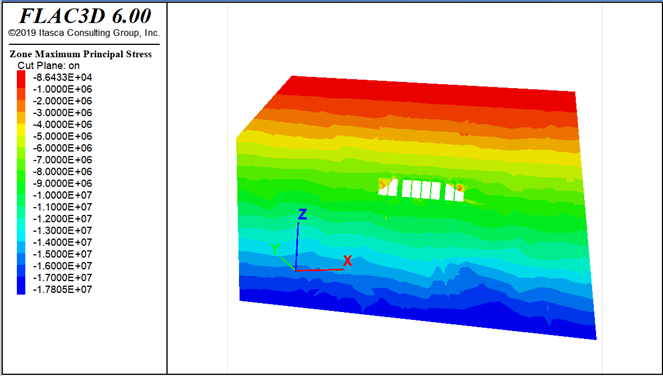 FLAC3D 6.00
©2019 Itasca Consulting Group, Inc.
Zone Maximum Principal Stress
Cut Plane: on
-8.6433E+04
-1.0000E+06
-2.0000E+06
-3.0000E+06
-4.0000E+06
-5.0000E+06
-6.0000E+06
-7.0000E+06
-8.0000E+06
-9.0000E+06
-1.0000E+07
-1.1000E+07
-1.2000E+07
-1.3000E+07
-1.4000E+07
-1.5000E+07
-1.6000E+07
-1.7000E+07
-1.7805E+07
Z
Y
X